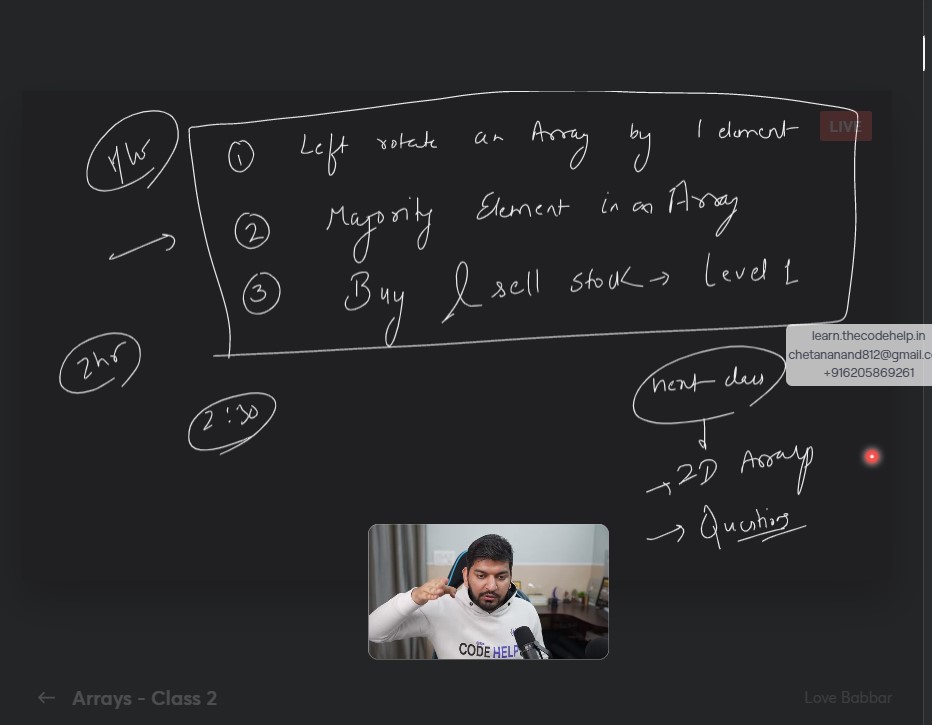 H/W
① Left rotate an Array by 1 element
LIVE
② Majority Element in an Array
③ Buy & sell stock → Level 1
2hr
2:30
learn.thecodehelp.in
chetananand812@gmail.co
+916205869261
next class
→ 2D Arrays
→ Questions
CODE HELP
← Arrays - Class 2
Love Babbar